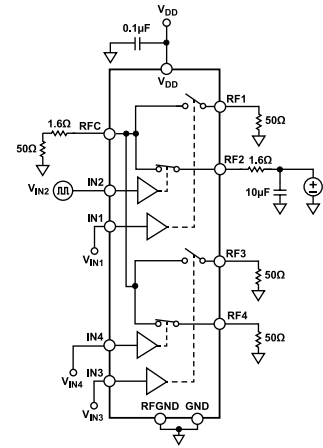 VDD
0.1µF
VDD
RF1
50Ω
1.6Ω
RFC
50Ω
RF2
1.6Ω
10µF
VIN2
IN2
IN1
VIN1
RF3
50Ω
RF4
50Ω
IN4
VIN4
IN3
VIN3
RFGND
GND